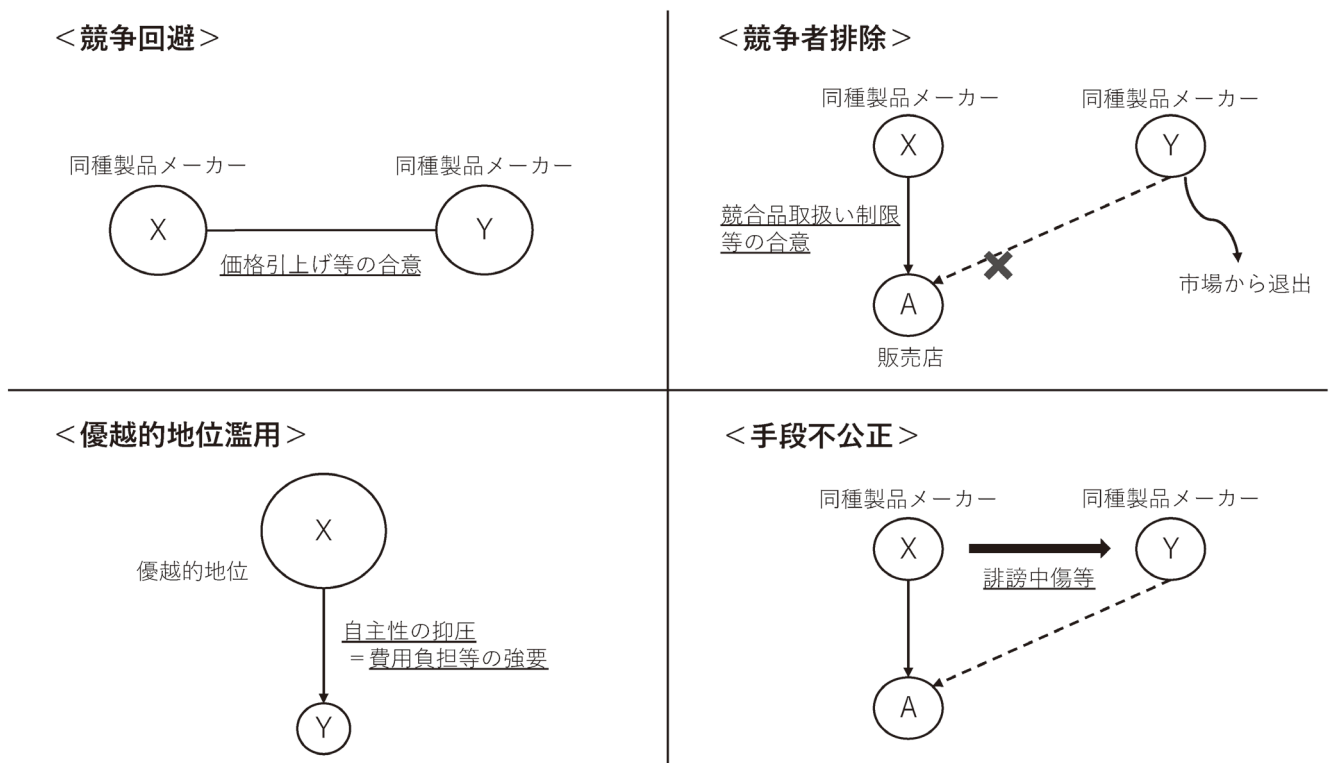 ＜競争回避＞
同種製品メーカー
同種製品メーカー
X
Y
価格引上げ等の合意
＜競争者排除＞
同種製品メーカー
同種製品メーカー
X
Y
競合品取扱い制限
等の合意
A
販売店
市場から退出
＜優越的地位濫用＞
X
優越的地位
自主性の抑圧
＝費用負担等の強要
Y
＜手段不公正＞
同種製品メーカー
同種製品メーカー
X
Y
誹謗中傷等
A